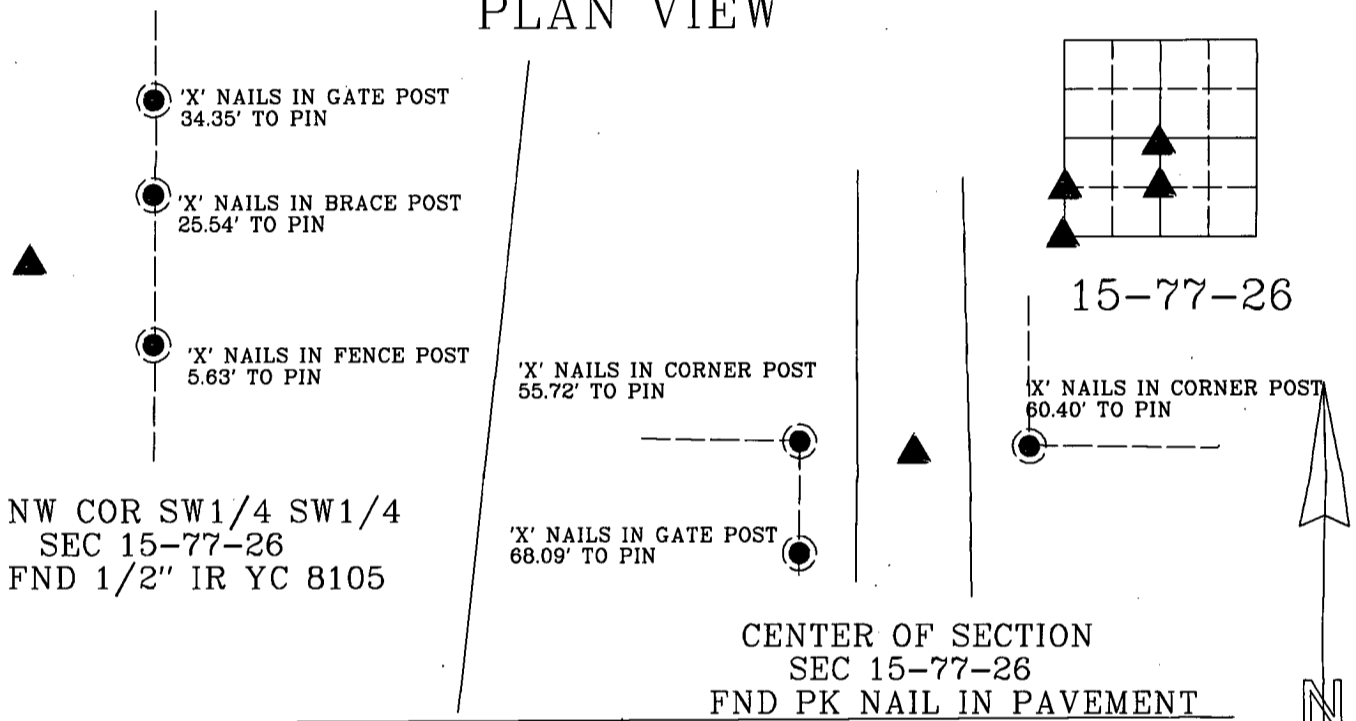 PLAN VIEW
'X' NAILS IN GATE POST
34.35' TO PIN
'X' NAILS IN BRACE POST
25.54' TO PIN
'X' NAILS IN FENCE POST
5.63' TO PIN
NW COR SW1/4 SW1/4
SEC 15-77-26
FND 1/2" IR YC 8105
15-77-26
'X' NAILS IN CORNER POST
55.72' TO PIN
'X' NAILS IN CORNER POST
60.40' TO PIN
'X' NAILS IN GATE POST
68.09' TO PIN
CENTER OF SECTION
SEC 15-77-26
FND PK NAIL IN PAVEMENT
N